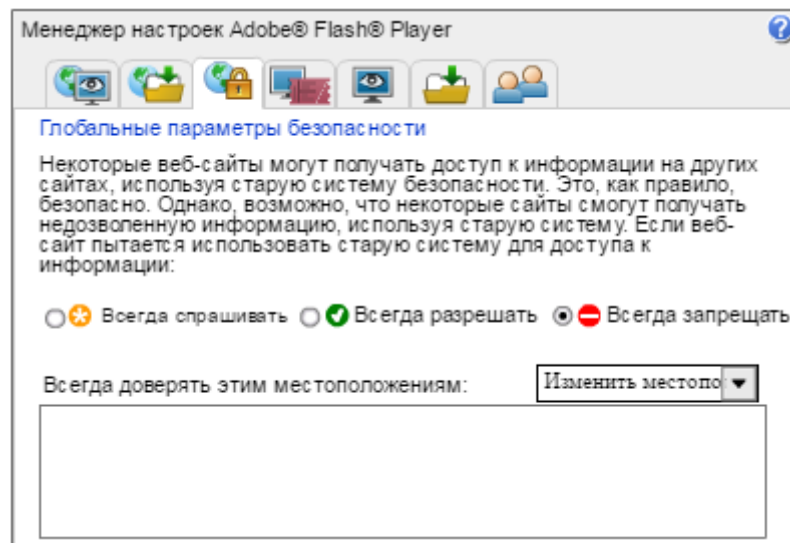 Менеджер настроек Adobe® Flash® Player
Глобальные параметры безопасности
Некоторые веб-сайты могут получать доступ к информации на других
сайтах, используя старую систему безопасности. Это, как правило,
безопасно. Однако, возможно, что некоторые сайты смогут получать
недозволенную информацию, используя старую систему. Если веб-
сайт пытается использовать старую систему для доступа к
информации:
Всегда спрашивать Всегда разрешать Всегда запрещать
Всегда доверять этим местоположениям: Изменить местопо